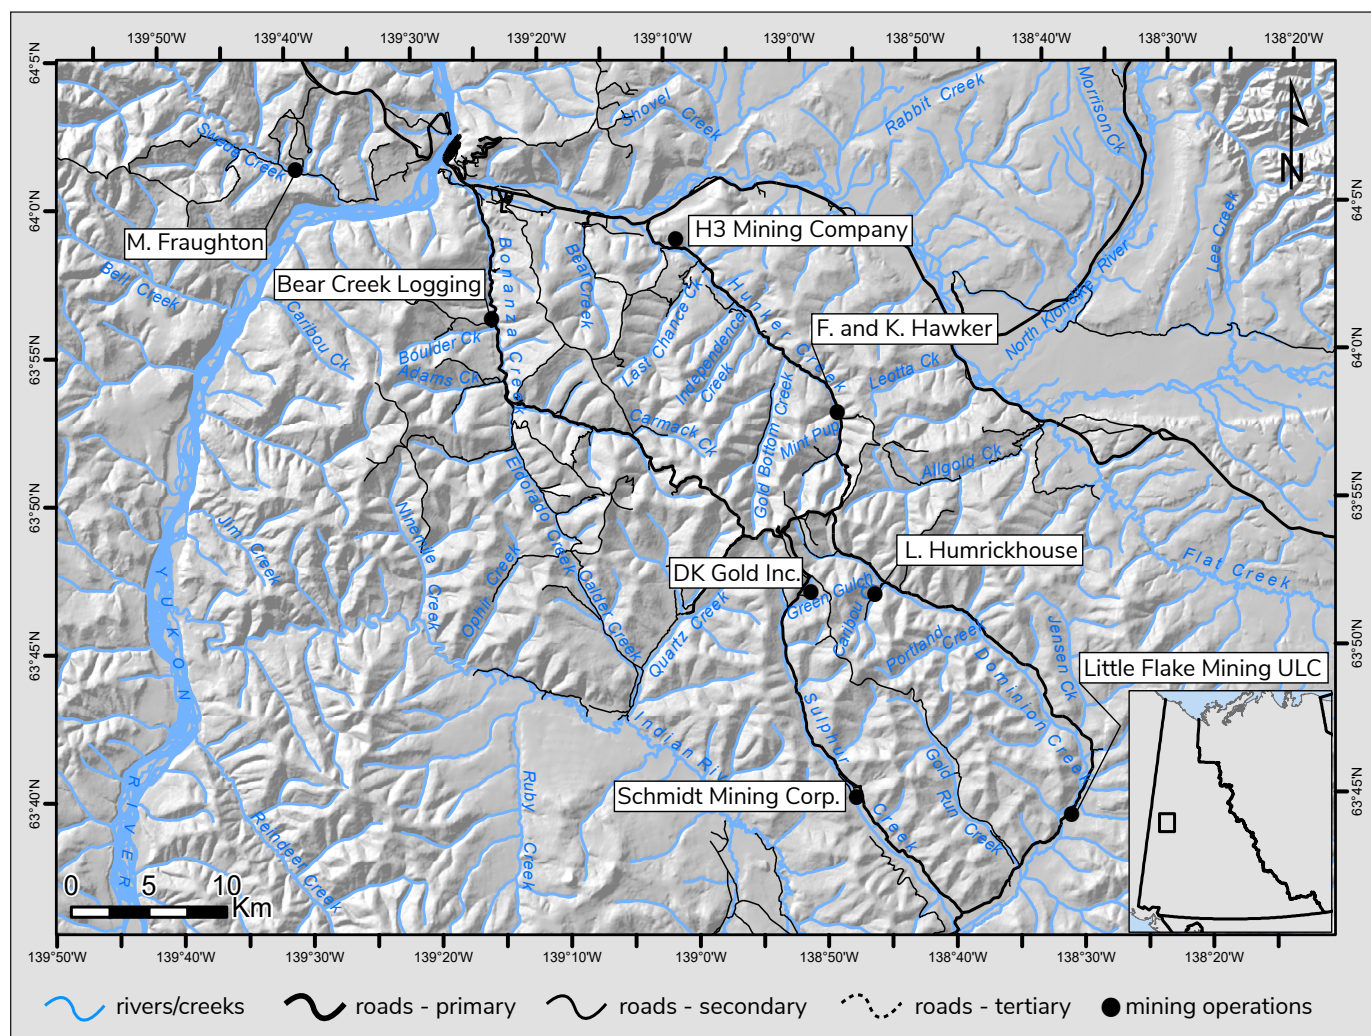 139°50'W 139°40'W 139°30'W 139°20'W 139°10'W 139°0'W 138°50'W 138°40'W 138°30'W 138°20'W
64°5'N
64°0'N
63°55'N
63°50'N
63°45'N
63°40'N
64°5'N
64°0'N
63°55'N
63°50'N
63°45'N
N
Swede Creek
Shovel Creek
Rabbit Creek
Morrison Ck
Lee Creek
M. Fraughton
H3 Mining Company
Bear Creek Logging
F. and K. Hawker
Bell Creek
Caribou Ck
Bonanza Creek
Bear Creek
Last Chance Ck
Independence Creek
Hunker Creek
North Klondike River
Boulder Ck
Adams Ck
Leotta Ck
Carmack Ck
Gold Bottom Creek
Mint Pup
Allgold Ck
Eldorado Creek
Ninemile Creek
Jim Creek
Ophir Creek
Calder Creek
Quartz Creek
L. Humrickhouse
DK Gold Inc.
Flat Creek
Green Gulch
Caribou C
Portland Creek
Jensen Ck
Dominion Creek
Little Flake Mining ULC
YUKON RIVER
Indian Riv
Sulphur Creek
Gold Run Creek
Schmidt Mining Corp.
Ruby Creek
Reindeer Creek
0 5 10
Km
139°50'W 139°40'W 139°30'W 139°20'W 139°10'W 139°0'W 138°50'W 138°40'W 138°30'W 138°20'W
rivers/creeks roads - primary roads - secondary roads - tertiary mining operations